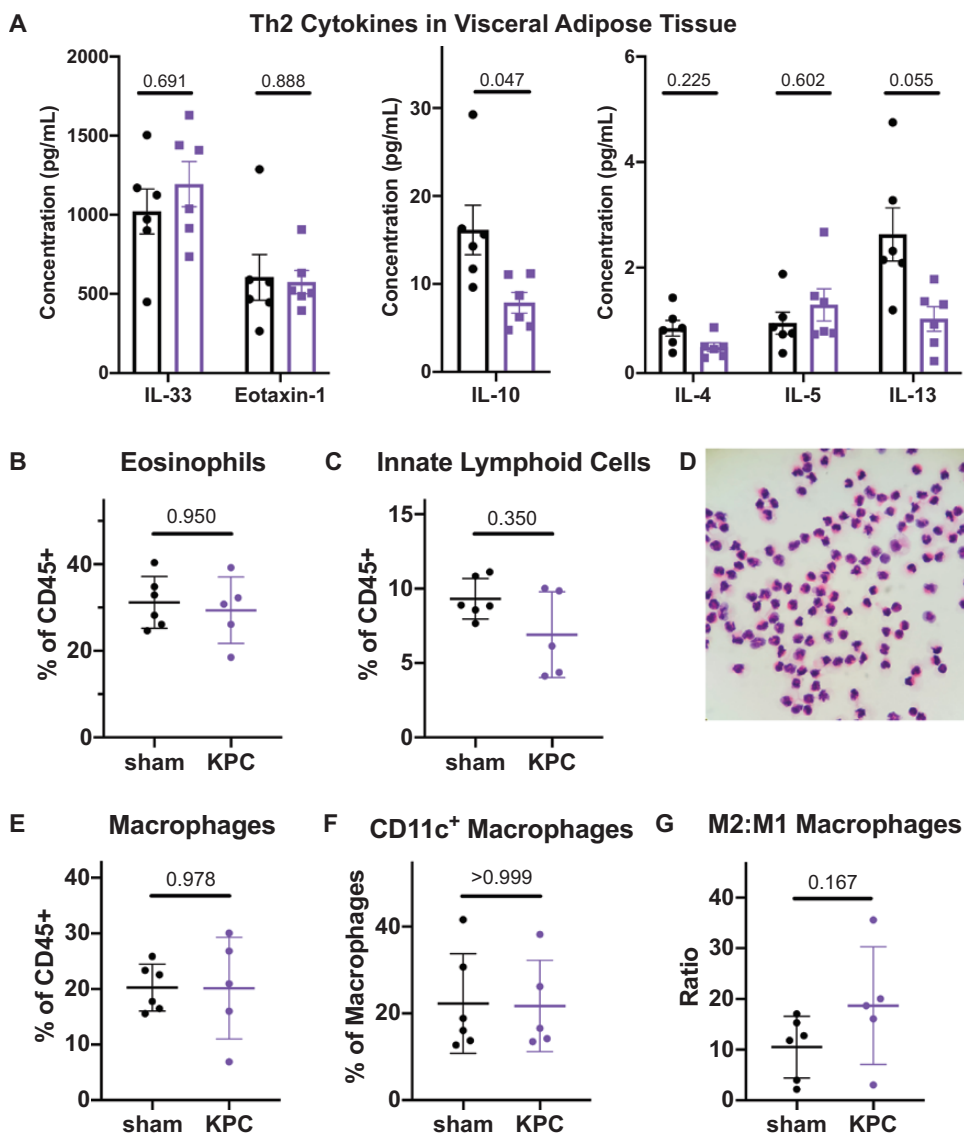 A Th2 Cytokines in Visceral Adipose Tissue
Concentration (pg/mL)
2000
1500
1000
500
0
0.691 0.888
IL-33 Eotaxin-1
Concentration (pg/mL)
30
20
10
0
0.047
IL-10
Concentration (pg/mL)
6
4
2
0
0.225 0.602 0.055
IL-4 IL-5 IL-13
B Eosinophils
% of CD45+
40
20
0
0.950
sham KPC
C Innate Lymphoid Cells
% of CD45+
15
10
5
0
0.350
sham KPC
D
E Macrophages
% of CD45+
40
30
20
10
0
0.978
sham KPC
F CD11c⁺ Macrophages
% of Macrophages
40
20
0
>0.999
sham KPC
G M2:M1 Macrophages
Ratio
40
30
20
10
0
0.167
sham KPC